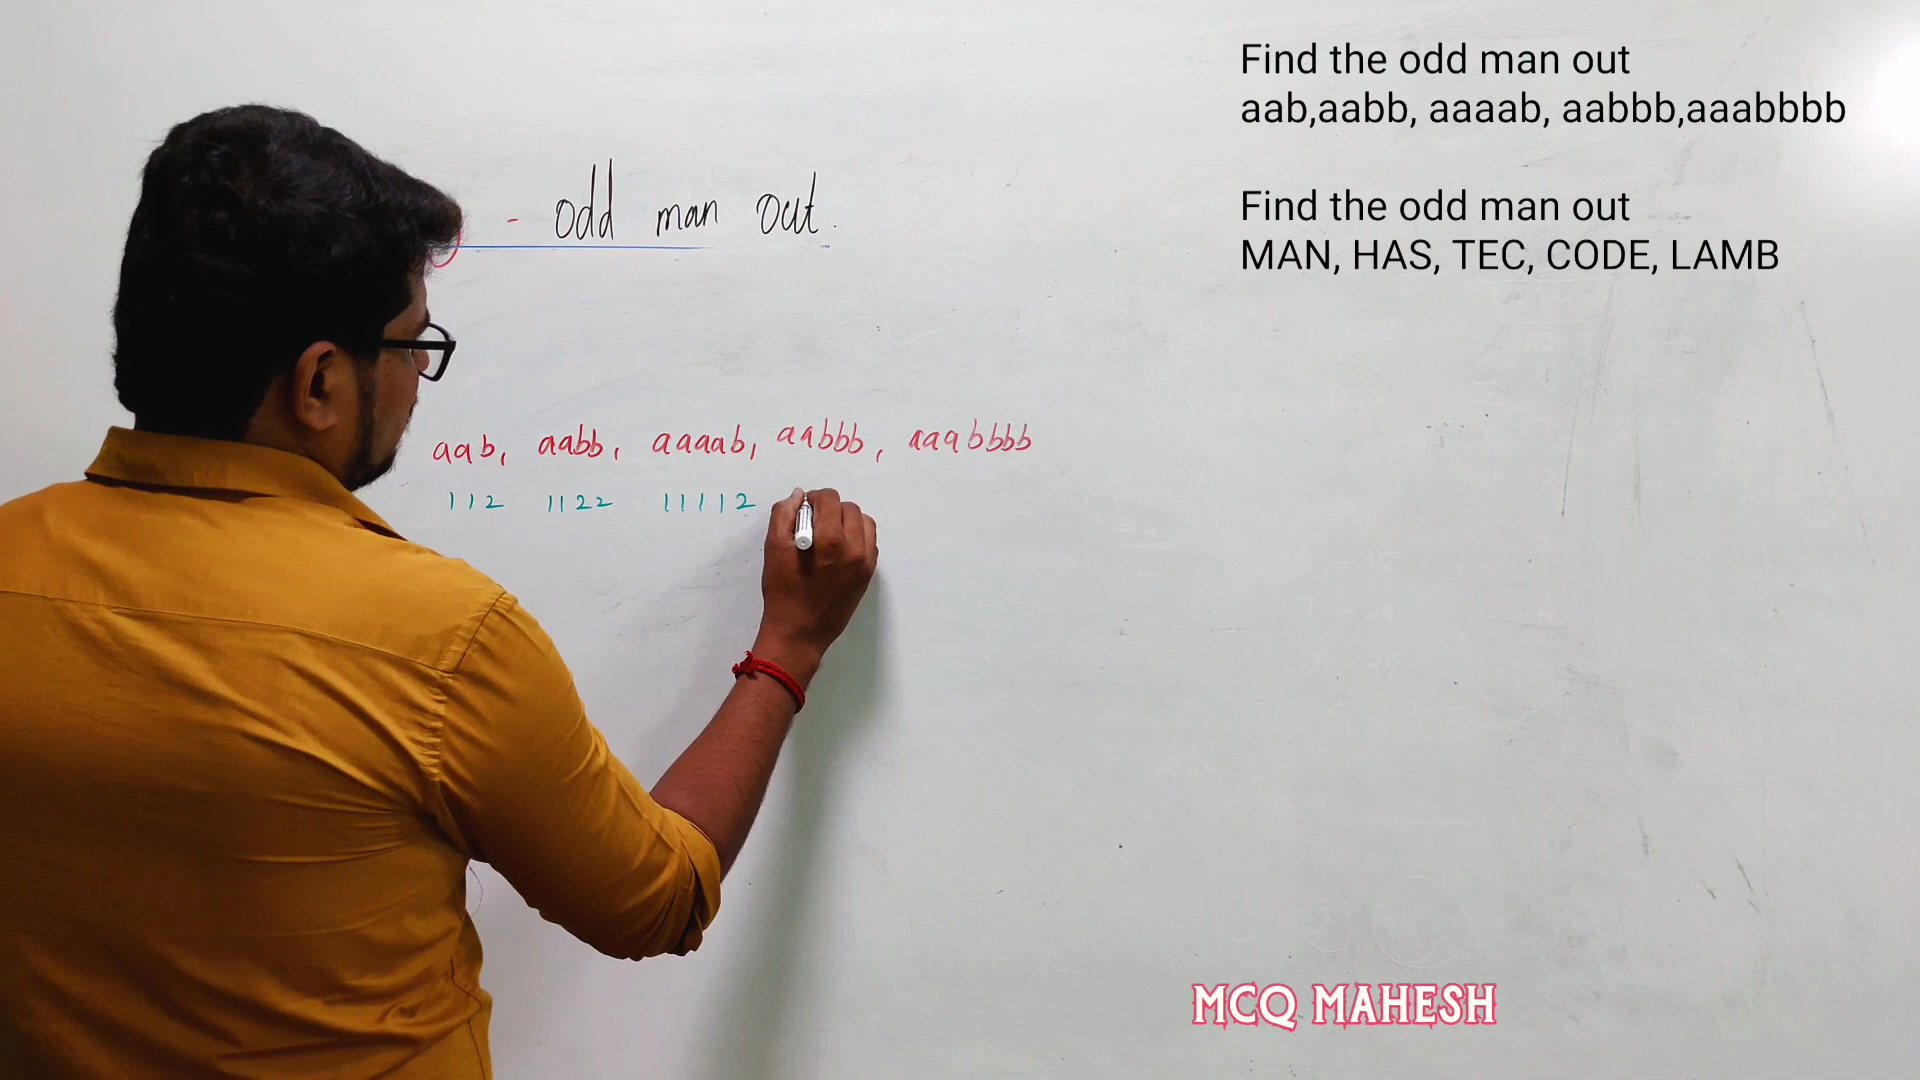 Find the odd man out
aab,aabb, aaaab, aabbb,aaabbbb
Find the odd man out
MAN, HAS, TEC, CODE, LAMB
- odd man out.
aab, aabb, aaaab, aabbb, aaabbbb
112 1122 11112
MCQ MAHESH